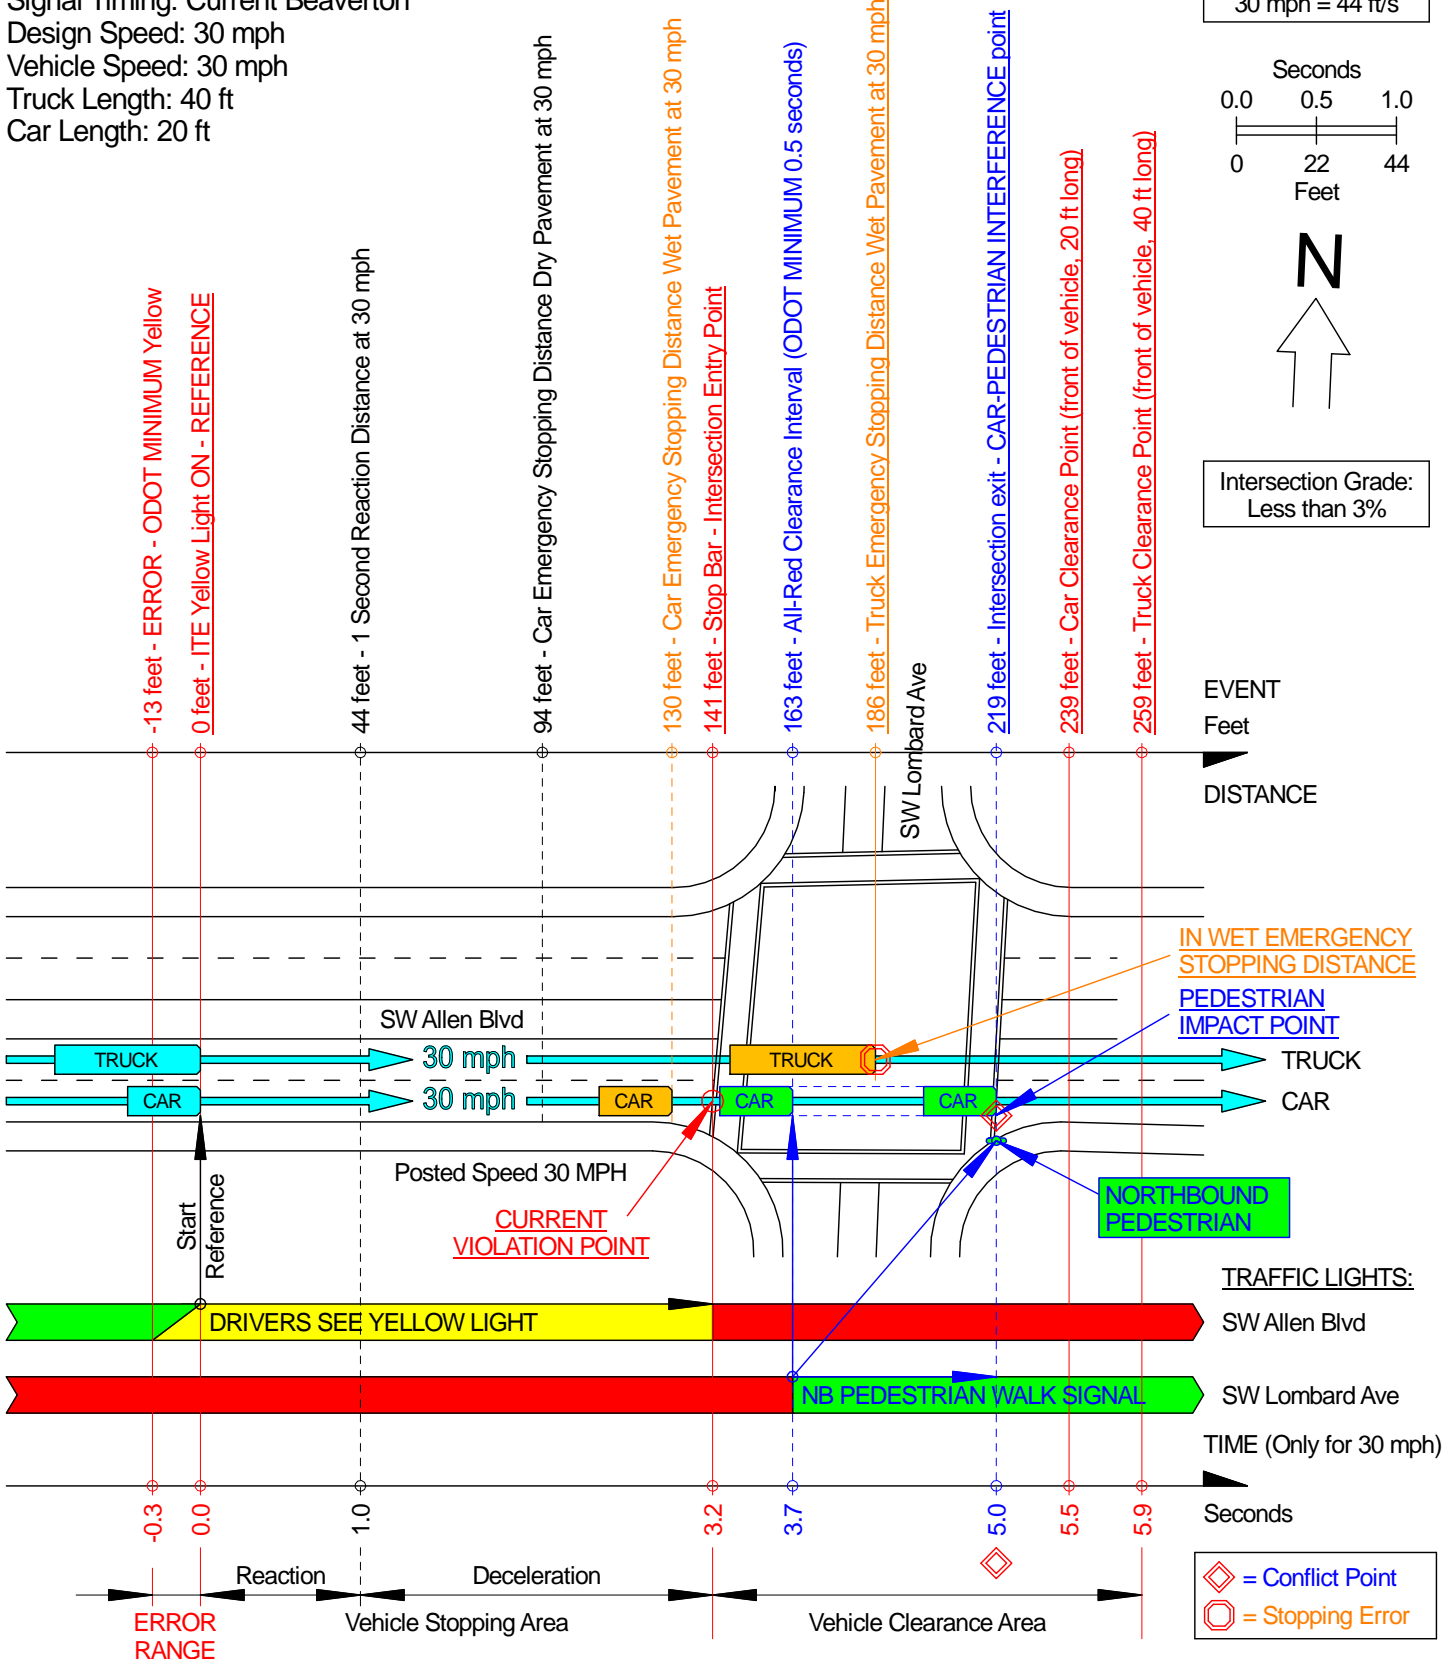 Signal Timing: Current Beaverton
Design Speed: 30 mph
Vehicle Speed: 30 mph
Truck Length: 40 ft
Car Length: 20 ft
30 mph = 44 ft/s
Seconds
0.0 0.5 1.0
0 22 44
Feet
N
Intersection Grade:
Less than 3%
-13 feet - ERROR - ODOT MINIMUM Yellow
0 feet - ITE Yellow Light ON - REFERENCE
44 feet - 1 Second Reaction Distance at 30 mph
94 feet - Car Emergency Stopping Distance Dry Pavement at 30 mph
130 feet - Car Emergency Stopping Distance Wet Pavement at 30 mph
141 feet - Stop Bar - Intersection Entry Point
163 feet - All-Red Clearance Interval (ODOT MINIMUM 0.5 seconds)
186 feet - Truck Emergency Stopping Distance Wet Pavement at 30 mph
219 feet - Intersection exit - CAR-PEDESTRIAN INTERFERENCE point
239 feet - Car Clearance Point (front of vehicle, 20 ft long)
259 feet - Truck Clearance Point (front of vehicle, 40 ft long)
EVENT
Feet
DISTANCE
SW Lombard Ave
IN WET EMERGENCY
STOPPING DISTANCE
PEDESTRIAN
IMPACT POINT
SW Allen Blvd
TRUCK 30 mph TRUCK TRUCK
CAR 30 mph CAR CAR CAR CAR
Posted Speed 30 MPH
Start
Reference
CURRENT
VIOLATION POINT
NORTHBOUND
PEDESTRIAN
TRAFFIC LIGHTS:
DRIVERS SEE YELLOW LIGHT
SW Allen Blvd
NB PEDESTRIAN WALK SIGNAL
SW Lombard Ave
TIME (Only for 30 mph)
-0.3 0.0 1.0 3.2 3.7 5.0 5.5 5.9
Seconds
Reaction Deceleration
ERROR
RANGE
Vehicle Stopping Area
Vehicle Clearance Area
= Conflict Point
= Stopping Error